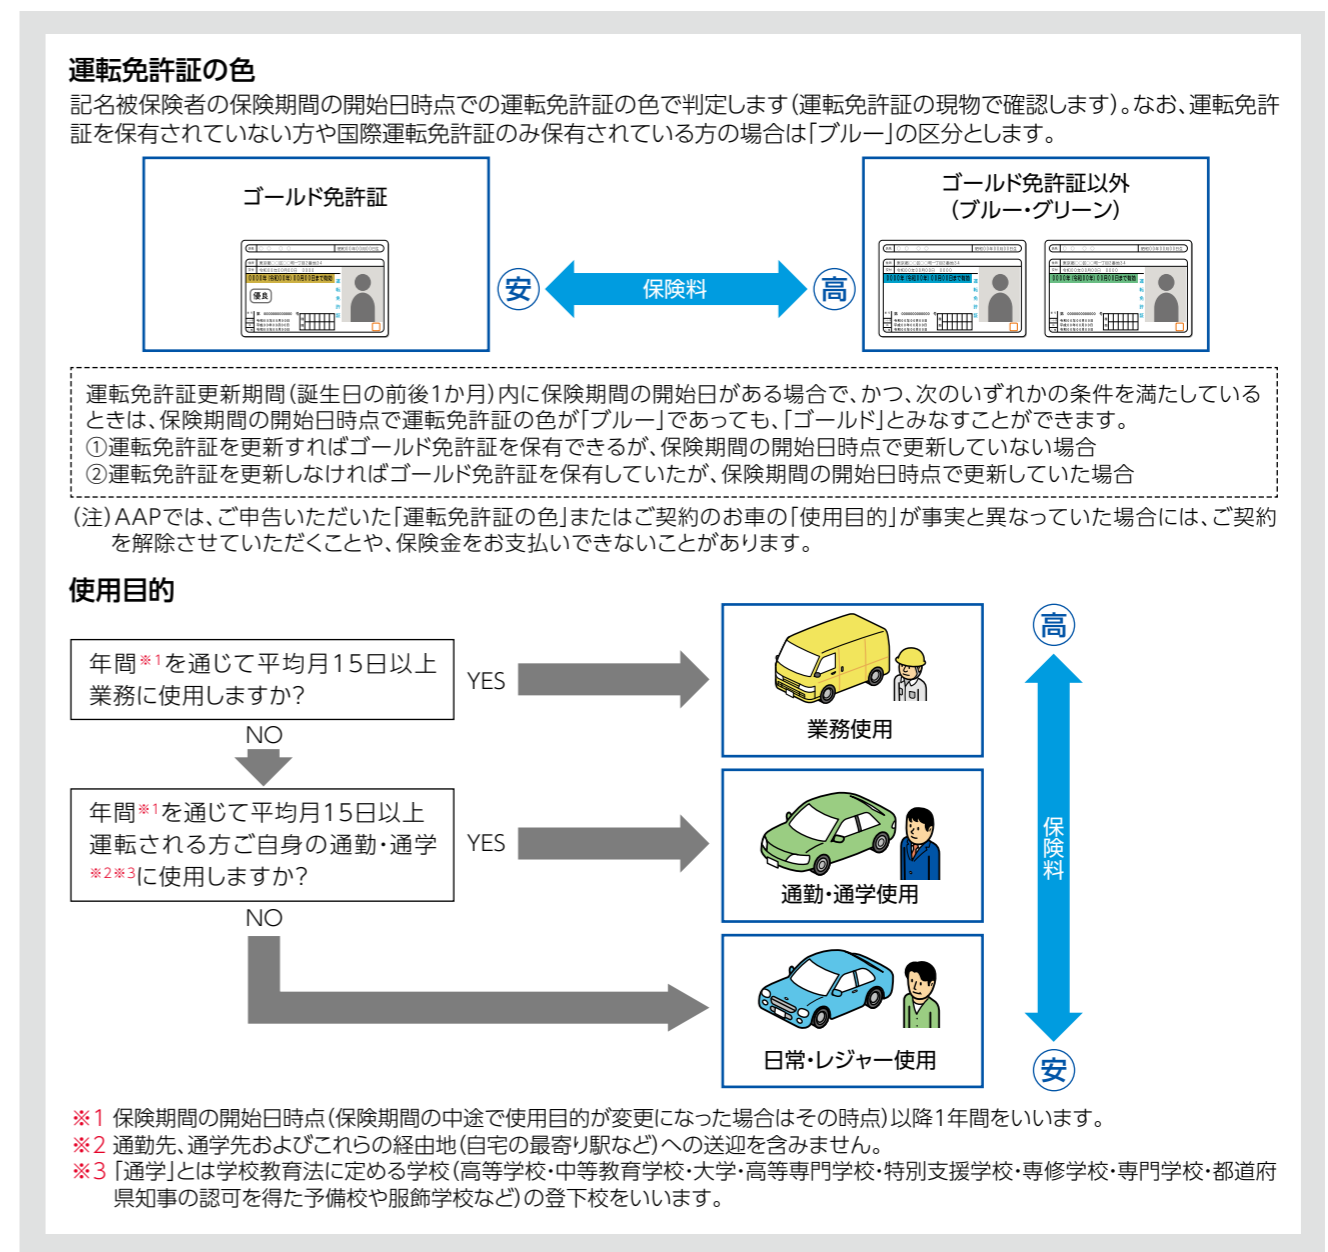 運転免許証の色
記名被保険者の保険期間の開始日時点での運転免許証の色で判定します(運転免許証の現物で確認します)。なお、運転免許
証を保有されていない方や国際運転免許証のみ保有されている方の場合は「ブルー」の区分とします。
ゴールド免許証
優良
安
保険料
高
ゴールド免許証以外
(ブルー・グリーン)
運転免許証更新期間(誕生日の前後1か月)内に保険期間の開始日がある場合で、かつ、次のいずれかの条件を満たしている
ときは、保険期間の開始日時点で運転免許証の色が「ブルー」であっても、「ゴールド」とみなすことができます。
①運転免許証を更新すればゴールド免許証を保有できるが、保険期間の開始日時点で更新していない場合
②運転免許証を更新しなければゴールド免許証を保有していたが、保険期間の開始日時点で更新していた場合
(注)AAPでは、ご申告いただいた「運転免許証の色」またはご契約のお車の「使用目的」が事実と異なっていた場合には、ご契約
を解除させていただくことや、保険金をお支払いできないことがあります。
使用目的
年間※1を通じて平均月15日以上
業務に使用しますか?
YES
業務使用
NO
年間※1を通じて平均月15日以上
運転される方ご自身の通勤・通学
※2※3に使用しますか?
YES
通勤・通学使用
NO
日常・レジャー使用
高
保険料
安
※1 保険期間の開始日時点(保険期間の中途で使用目的が変更になった場合はその時点)以降1年間をいいます。
※2 通勤先、通学先およびこれらの経由地(自宅の最寄り駅など)への送迎を含みません。
※3 「通学」とは学校教育法に定める学校(高等学校・中等教育学校・大学・高等専門学校・特別支援学校・専修学校・専門学校・都道府
県知事の認可を得た予備校や服飾学校など)の登下校をいいます。